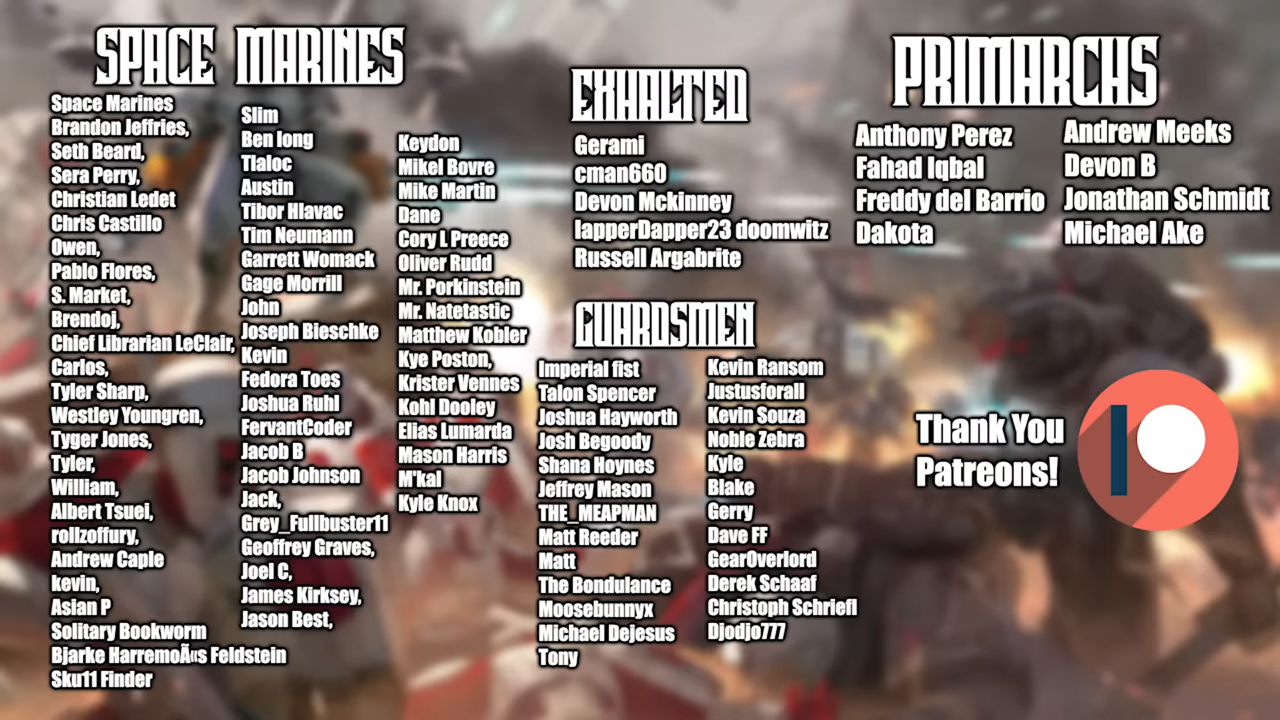 SPACE MARINES
Space Marines
Brandon Jeffries,
Seth Beard,
Sera Perry,
Christian Ledet
Chris Castillo
Owen,
Pablo Flores,
S. Market,
Brendoj,
Chief Librarian LeClair,
Carlos,
Tyler Sharp,
Westley Youngren,
Tyger Jones,
Tyler,
William,
Albert Tsuei,
rollzoffury,
Andrew Caple
kevin,
Asian P
Solitary Bookworm
Bjarke HarremoÃ«s Feldstein
Sku11 Finder
Slim
Ben long
Tlaloc
Austin
Tibor Hlavac
Tim Neumann
Garrett Womack
Gage Morrill
John
Joseph Bieschke
Kevin
Fedora Toes
Joshua Ruhl
FervantCoder
Jacob B
Jacob Johnson
Jack,
Grey_Fullbuster11
Geoffrey Graves,
Joel C,
James Kirksey,
Jason Best,
Keydon
Mikel Bovre
Mike Martin
Dane
Cory L Preece
Oliver Rudd
Mr. Porkinstein
Mr. Natetastic
Matthew Kobler
Kye Poston,
Krister Vennes
Kohl Dooley
Elias Lumarda
Mason Harris
M'kal
Kyle Knox
EXHALTED
Gerami
cman660
Devon Mckinney
lapperDapper23 doomwitz
Russell Argabrite
GUARDSMEN
Imperial fist
Talon Spencer
Joshua Hayworth
Josh Begoody
Shana Hoynes
Jeffrey Mason
THE_MEAPMAN
Matt Reeder
Matt
The Bondulance
Moosebunnyx
Michael Dejesus
Tony
Kevin Ransom
Justusforall
Kevin Souza
Noble Zebra
Kyle
Blake
Gerry
Dave FF
GearOverlord
Derek Schaaf
Christoph Schriefl
Djodjo777
PRIMARCHS
Anthony Perez
Fahad Iqbal
Freddy del Barrio
Dakota
Andrew Meeks
Devon B
Jonathan Schmidt
Michael Ake
Thank You
Patreons!